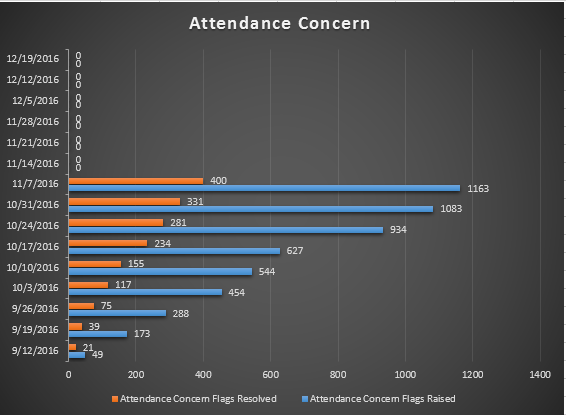 Attendance Concern
12/19/2016 0 0
12/12/2016 0 0
12/5/2016 0 0
11/28/2016 0 0
11/21/2016 0 0
11/14/2016 0 0
11/7/2016 400 1163
10/31/2016 331 1083
10/24/2016 281 934
10/17/2016 234 627
10/10/2016 155 544
10/3/2016 117 454
9/26/2016 75 288
9/19/2016 39 173
9/12/2016 21 49
0 200 400 600 800 1000 1200 1400
Attendance Concern Flags Resolved Attendance Concern Flags Raised